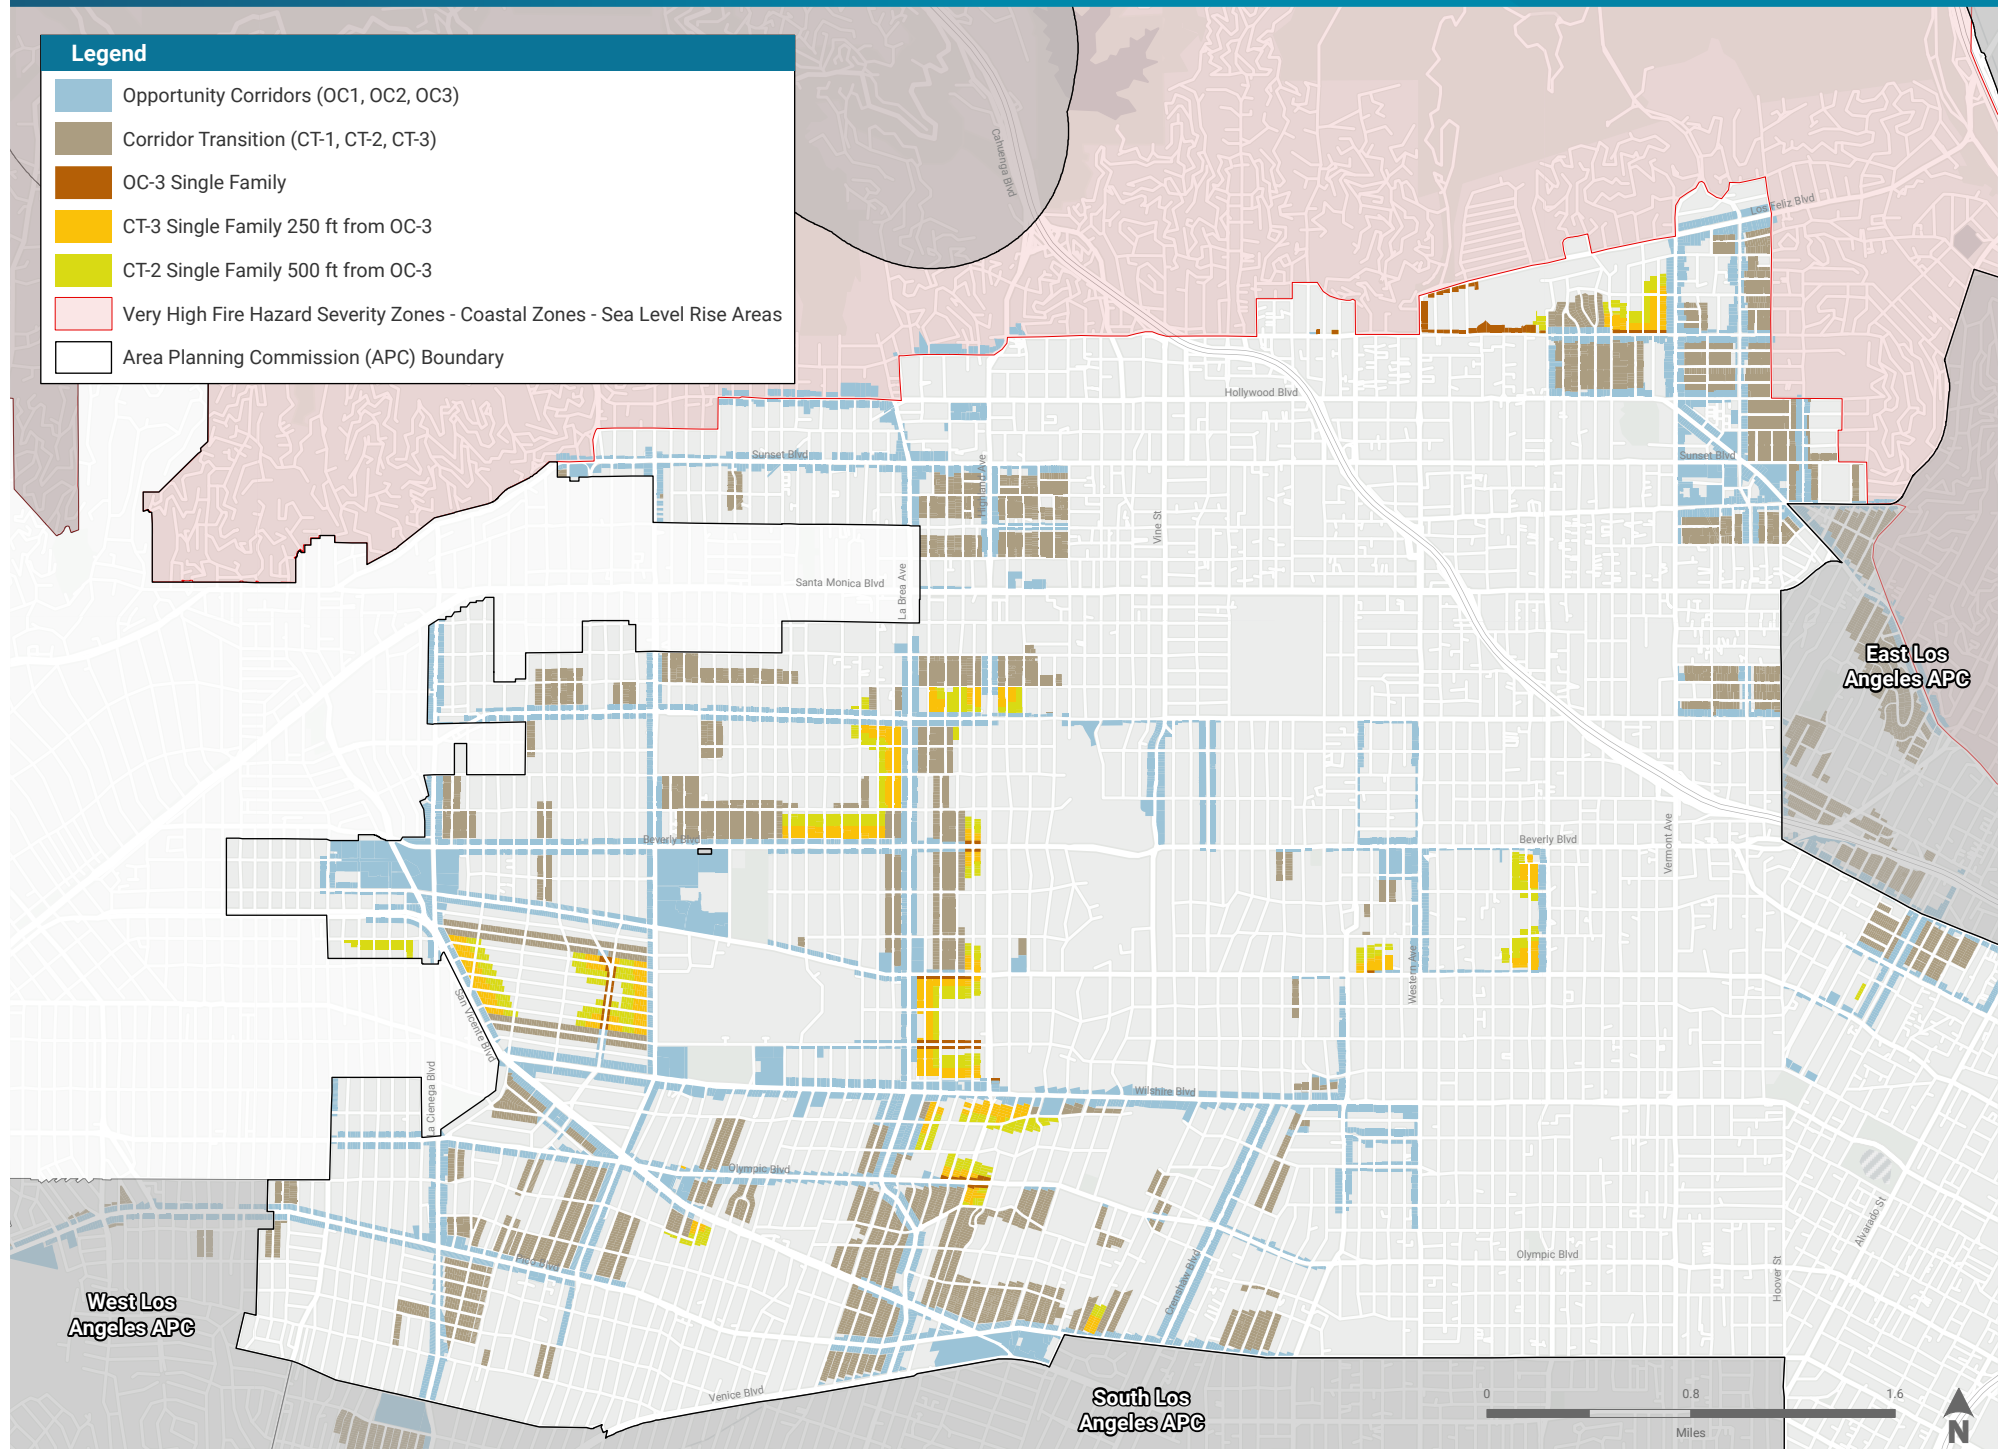 Legend
Opportunity Corridors (OC1, OC2, OC3)
Corridor Transition (CT-1, CT-2, CT-3)
OC-3 Single Family
CT-3 Single Family 250 ft from OC-3
CT-2 Single Family 500 ft from OC-3
Very High Fire Hazard Severity Zones - Coastal Zones - Sea Level Rise Areas
Area Planning Commission (APC) Boundary
Cahuenga Blvd
Los Feliz Blvd
Hollywood Blvd
Sunset Blvd
Sunset Blvd
Highland Ave
Vine St
Santa Monica Blvd
La Brea Ave
East Los
Angeles APC
Beverly Blvd
Beverly Blvd
Vermont Ave
Western Ave
San Vicente Blvd
La Cienega Blvd
Wilshire Blvd
Olympic Blvd
Alvarado St
Pico Blvd
Crenshaw Blvd
Olympic Blvd
Hoover St
West Los
Angeles APC
Venice Blvd
South Los
Angeles APC
0
0.8
1.6
Miles
N